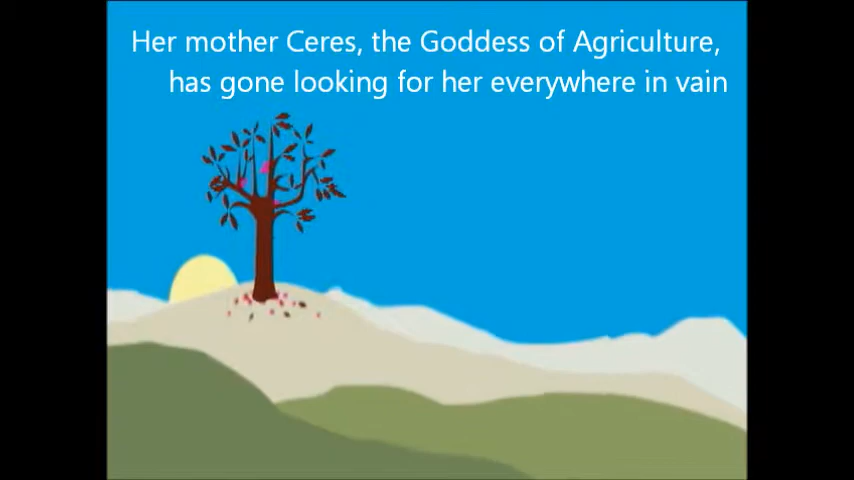 Her mother Ceres, the Goddess of Agriculture,
has gone looking for her everywhere in vain